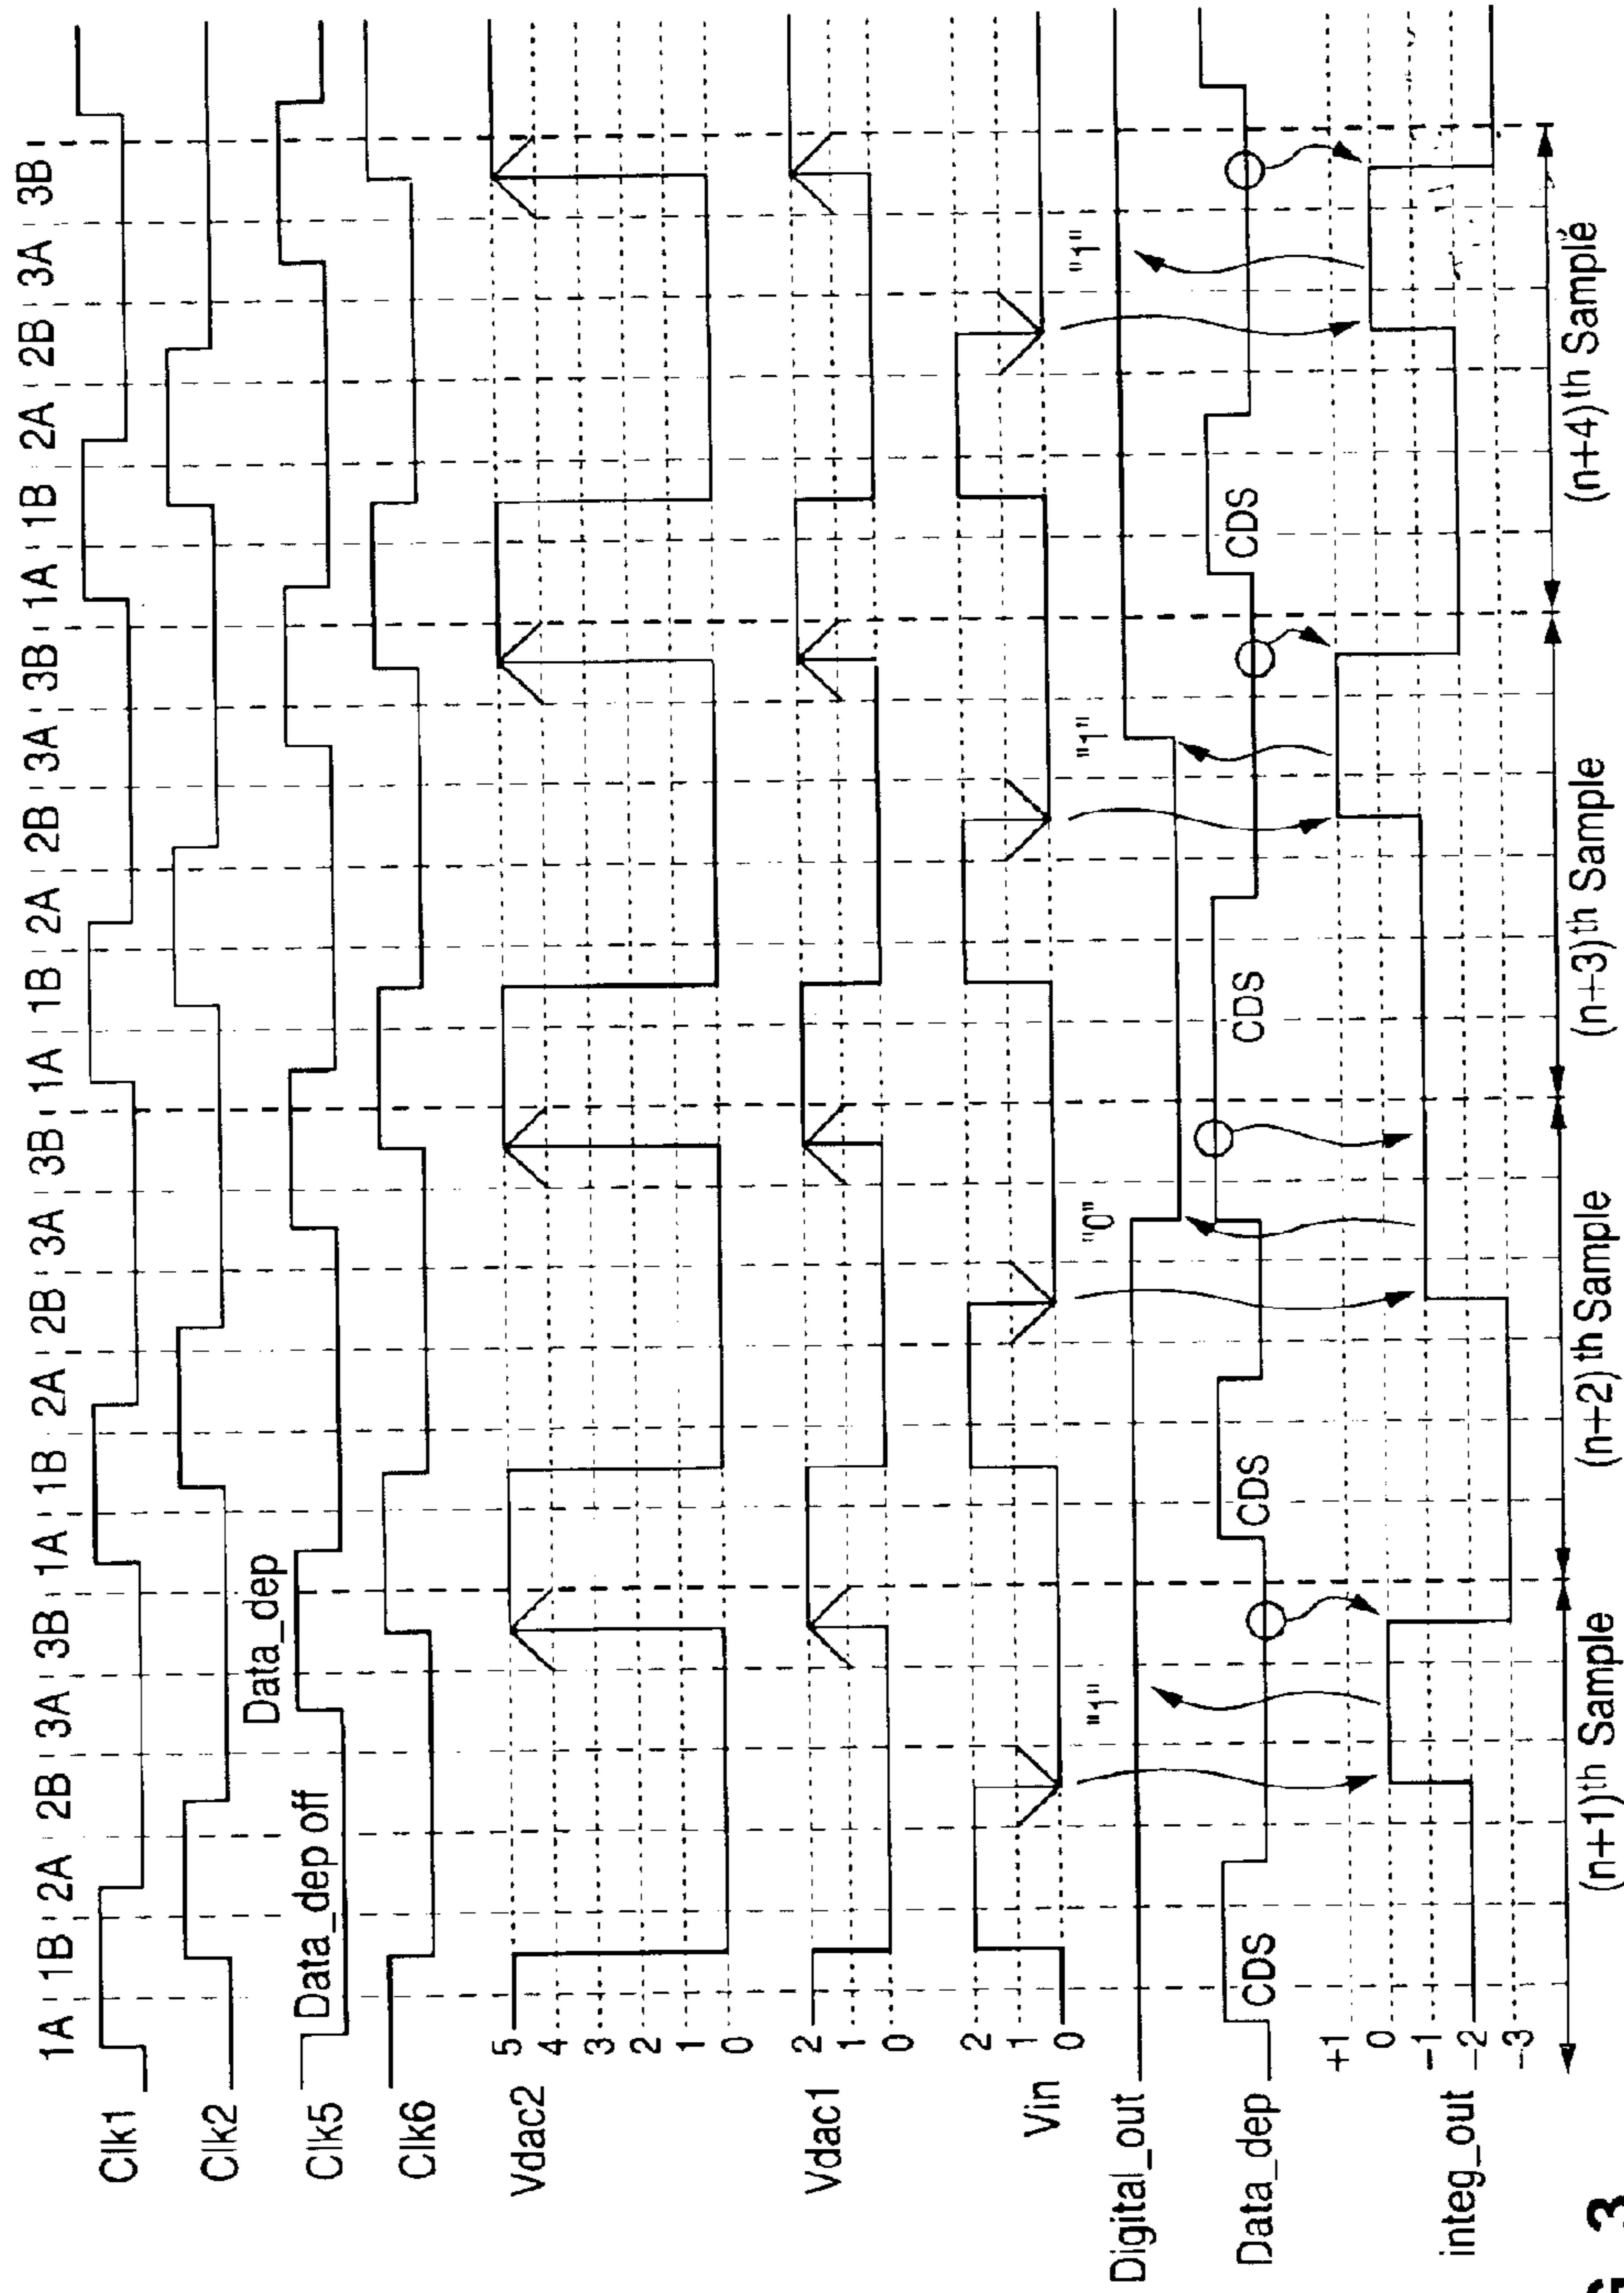 1A 1B 2A 2B 3A 3B 1A 1B 2A 2B 3A 3B 1A 1B 2A 2B 3A 3B 1A 1B 2A 2B 3A 3B
Clk1
Clk2
Data_dep off
Data_dep
Clk5
Clk6
Vdac2
5
4
3
2
1
0
Vdac1
2
1
0
Vin
2
1
0
"1" "0" "1" "1"
Digital_out
Data_dep
CDS CDS CDS CDS
integ_out
+1
0
-1
-2
-3
(n+1)th Sample (n+2)th Sample (n+3)th Sample (n+4)th Sample
3